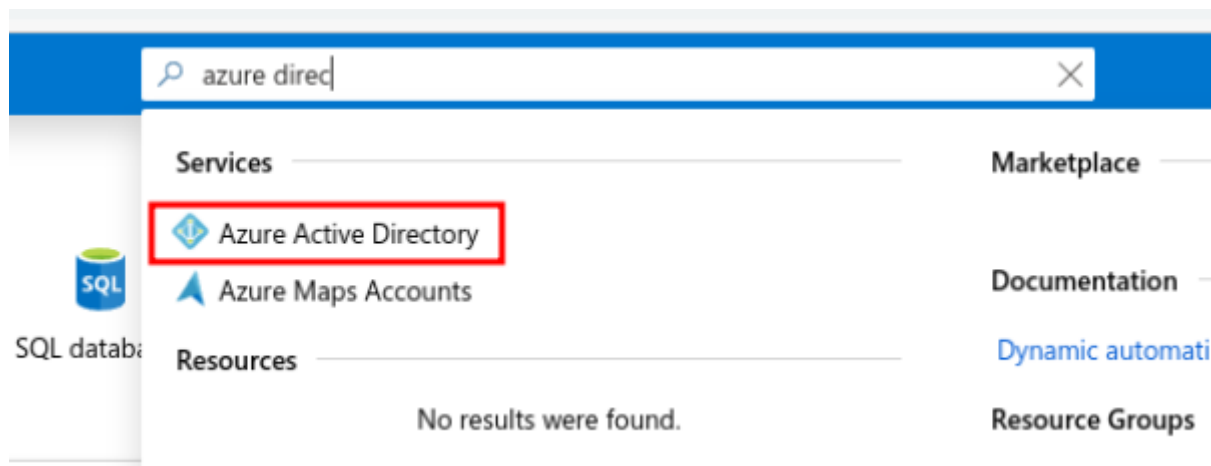 azure direc
Services
Azure Active Directory
Azure Maps Accounts
Resources
No results were found.
Marketplace
Documentation
Dynamic automati
Resource Groups
SQL
SQL databa